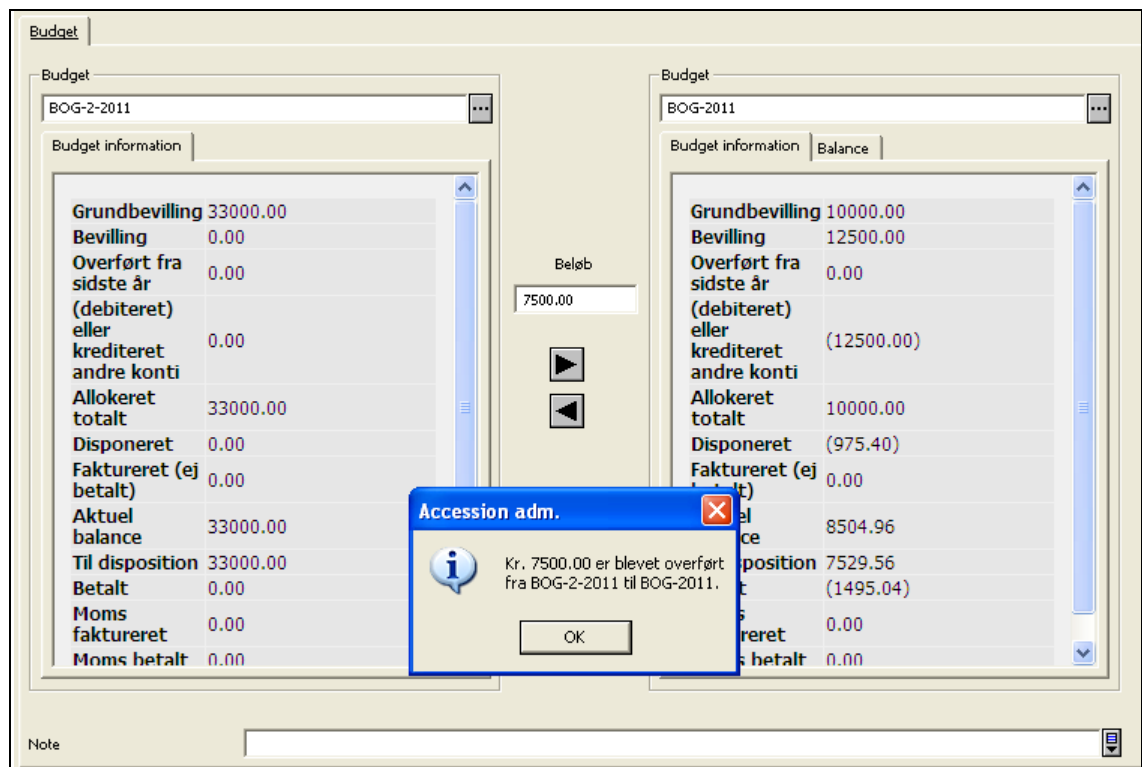 Budget
Budget
BOG-2-2011
Budget information
Grundbevilling 33000.00
Bevilling 0.00
Overført fra
sidste år 0.00
(debiteret)
eller
krediteret
andre konti 0.00
Allokeret
totalt 33000.00
Disponeret 0.00
Faktureret (ej
betalt) 0.00
Aktuel
balance 33000.00
Til disposition 33000.00
Betalt 0.00
Moms
faktureret 0.00
Moms betalt 0.00
Beløb
7500.00
Budget
BOG-2011
Budget information Balance
Grundbevilling 10000.00
Bevilling 12500.00
Overført fra
sidste år 0.00
(debiteret)
eller
krediteret
andre konti (12500.00)
Allokeret
totalt 10000.00
Disponeret (975.40)
Faktureret (ej
t) 0.00
el
ce 8504.96
position 7529.56
t (1495.04)
reret 0.00
s betalt 0.00
Accession adm.
Kr. 7500.00 er blevet overført
fra BOG-2-2011 til BOG-2011.
OK
Note